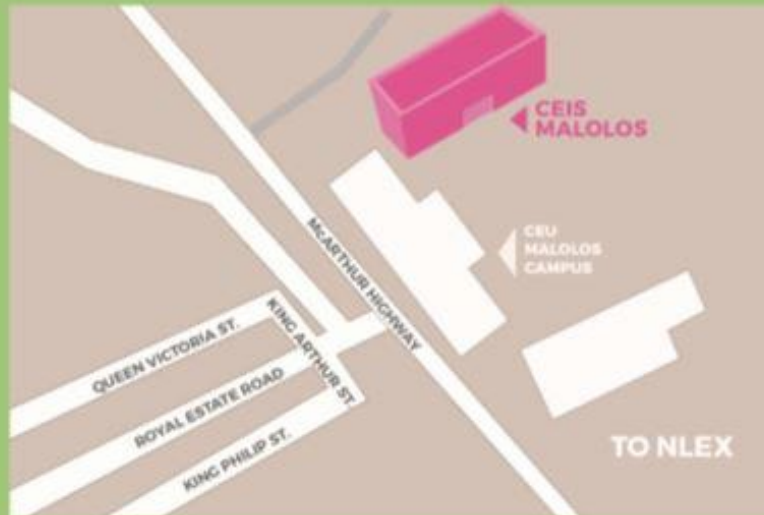 CEIS
MALOLOS
McARTHUR HIGHWAY
CEU
MALOLOS
CAMPUS
KING ARTHUR ST.
QUEEN VICTORIA ST.
ROYAL ESTATE ROAD
KING PHILIP ST.
TO NLEX